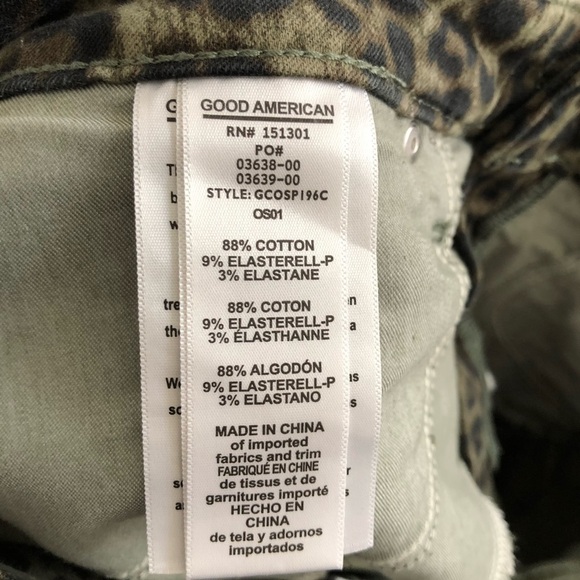 GOOD AMERICAN
RN# 151301
PO#
03638-00
03639-00
STYLE: GCOSP196C
OS01
88% COTTON
9% ELASTERELL-P
3% ELASTANE
88% COTON
9% ELASTERELL-P
3% ÉLASTHANNE
88% ALGODÓN
9% ELASTERELL-P
3% ELASTANO
MADE IN CHINA
of imported
fabrics and trim
FABRIQUÉ EN CHINE
de tissus et de
garnitures importé
HECHO EN
CHINA
de tela y adornos
importados